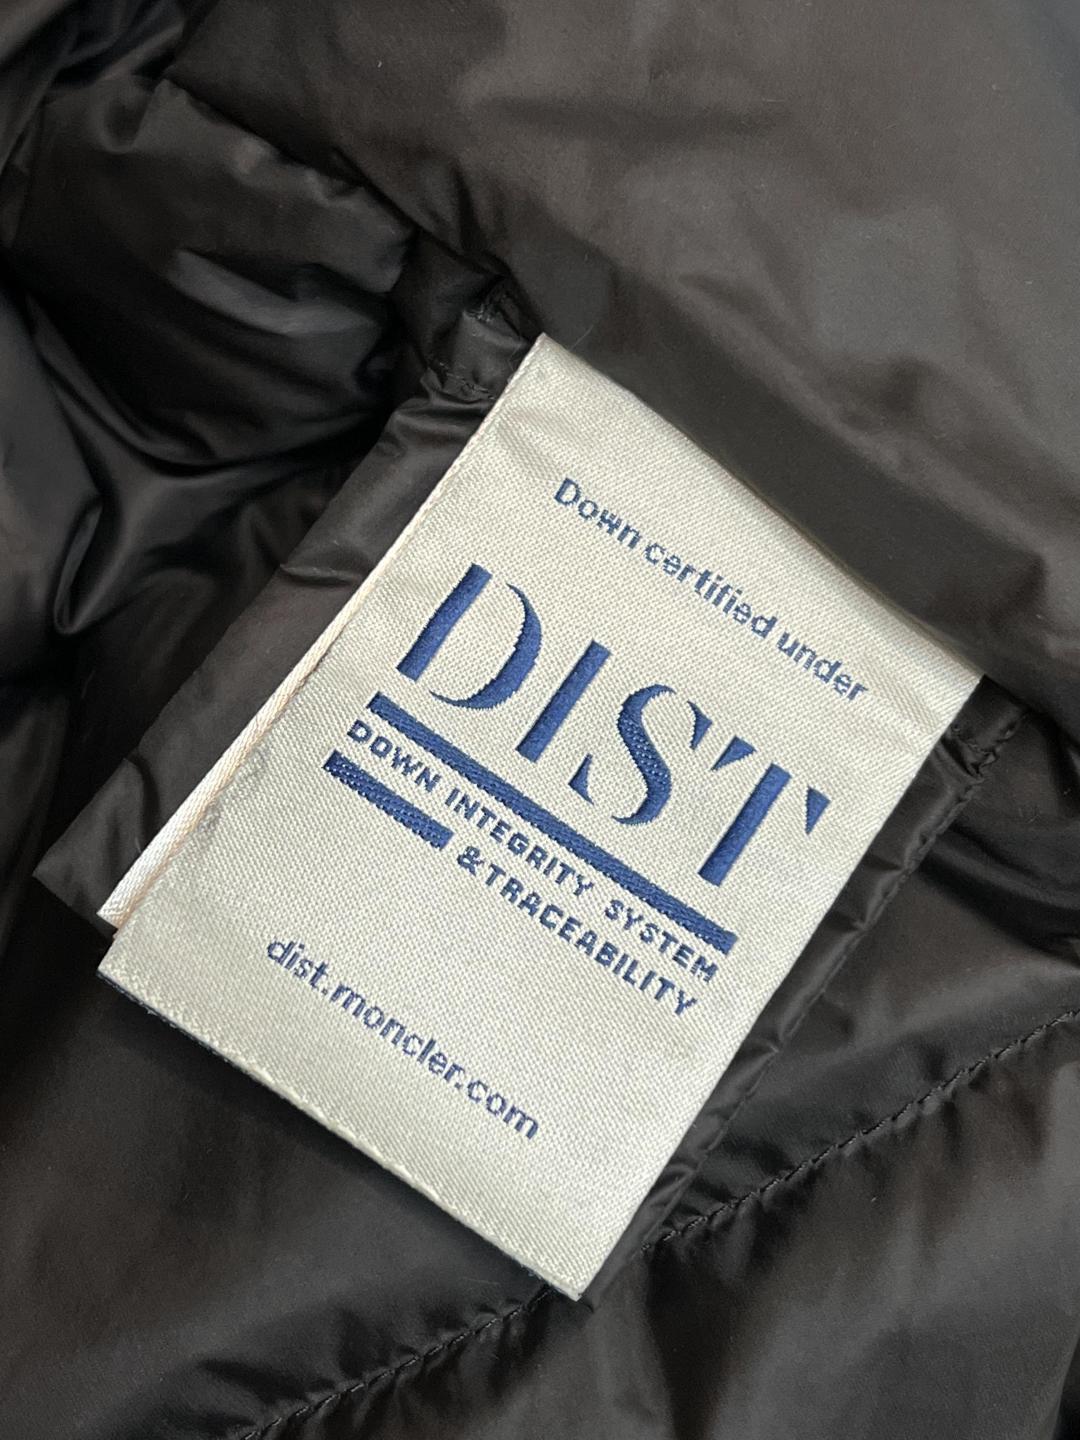 Down certified under
DIST
DOWN INTEGRITY SYSTEM
& TRACEABILITY
dist.moncler.com